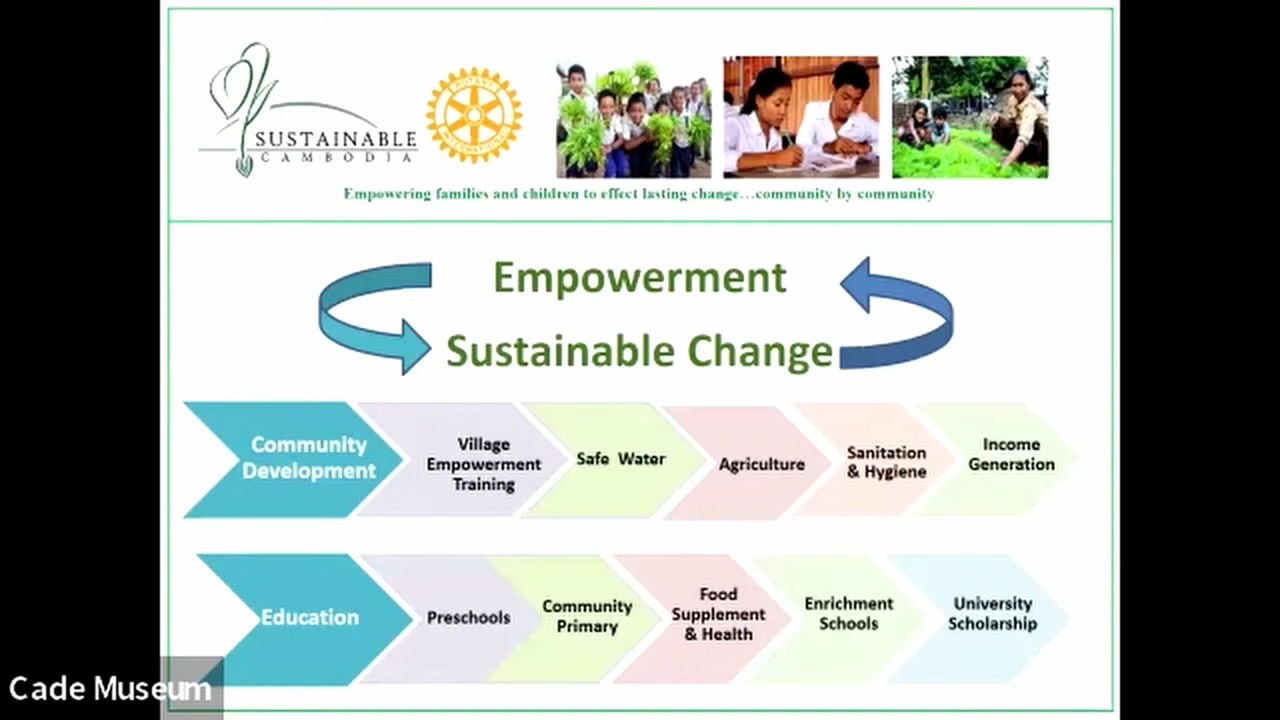 SUSTAINABLE
CAMBODIA
ROTARY
INTERNATIONAL
Empowering families and children to effect lasting change...community by community
Empowerment
Sustainable Change
Community
Development
Village
Empowerment
Training
Safe Water
Agriculture
Sanitation
& Hygiene
Income
Generation
Education
Preschools
Community
Primary
Food
Supplement
& Health
Enrichment
Schools
University
Scholarship
Cade Museum